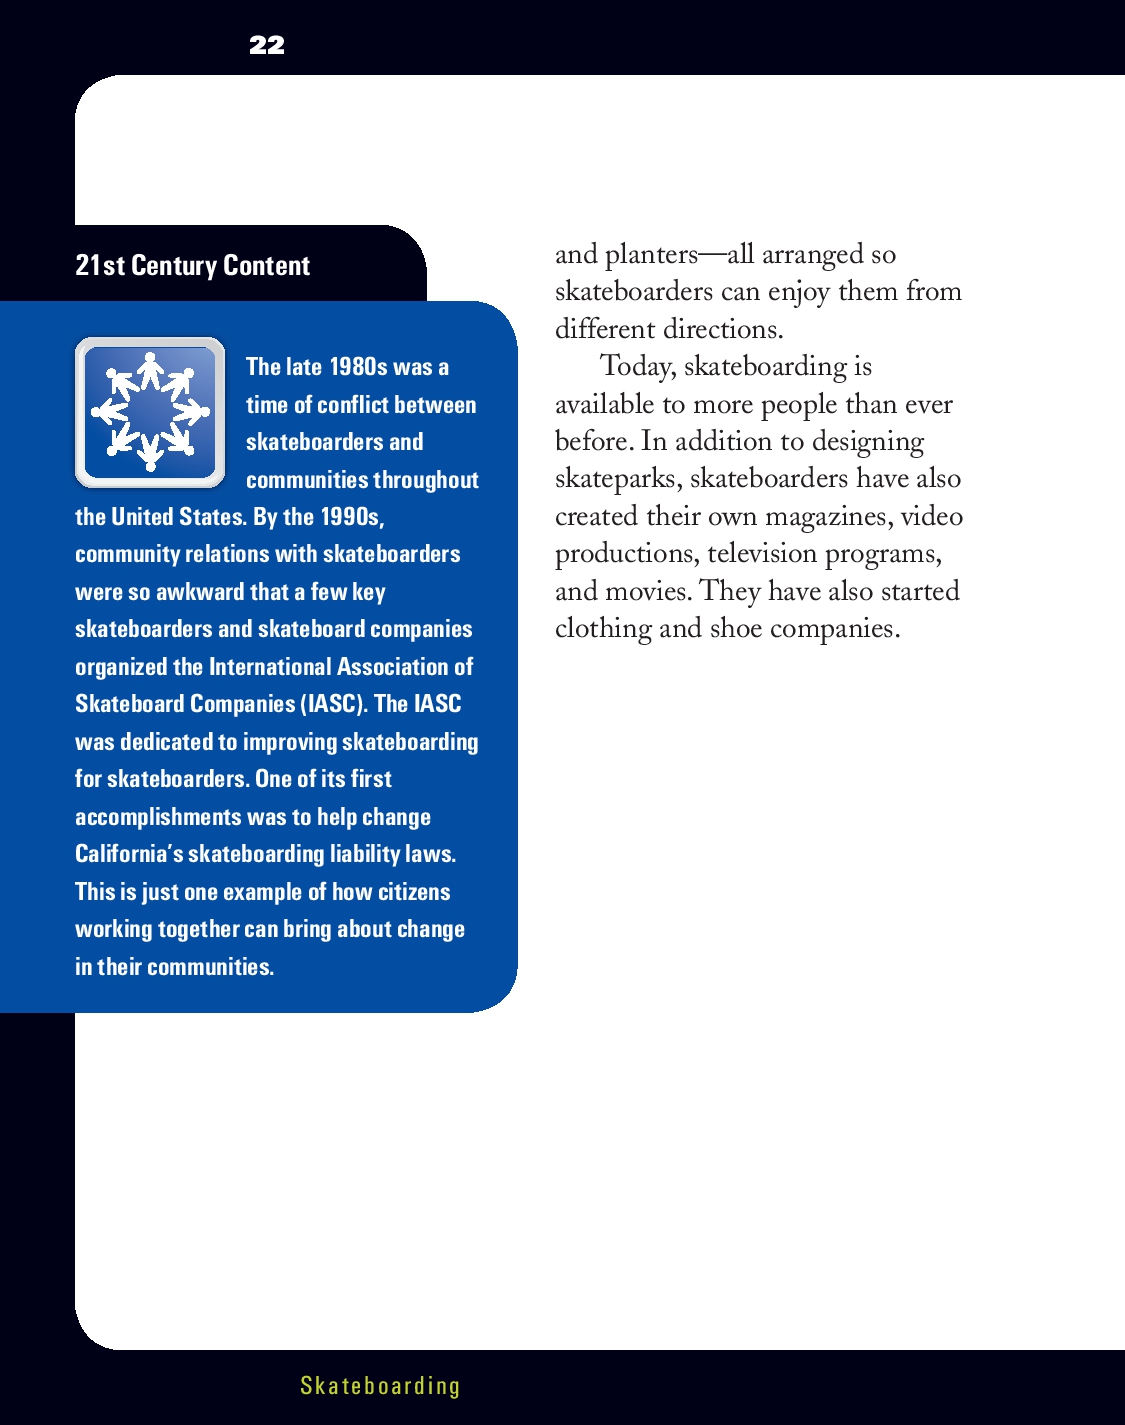 22
21st Century Content
The late 1980s was a
time of conflict between
skateboarders and
communities throughout
the United States. By the 1990s,
community relations with skateboarders
were so awkward that a few key
skateboarders and skateboard companies
organized the International Association of
Skateboard Companies (IASC). The IASC
was dedicated to improving skateboarding
for skateboarders. One of its first
accomplishments was to help change
California’s skateboarding liability laws.
This is just one example of how citizens
working together can bring about change
in their communities.
and planters—all arranged so
skateboarders can enjoy them from
different directions.
Today, skateboarding is
available to more people than ever
before. In addition to designing
skateparks, skateboarders have also
created their own magazines, video
productions, television programs,
and movies. They have also started
clothing and shoe companies.
Skateboarding